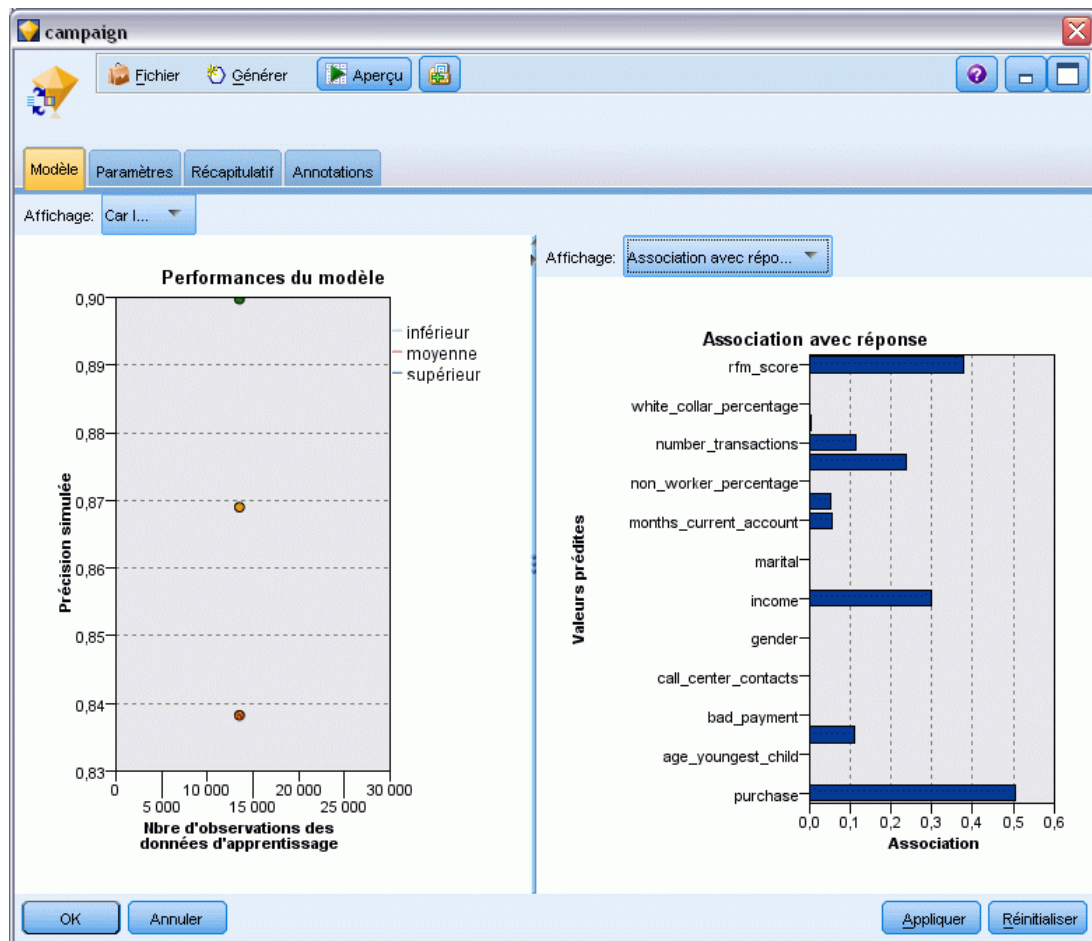 campaign
Fichier
Générer
Aperçu
Modèle
Paramètres
Récapitulatif
Annotations
Affichage:
Car l...
Performances du modèle
0,90
0,89
0,88
0,87
0,86
0,85
0,84
0,83
Précision simulée
0
5 000
10 000
15 000
20 000
25 000
30 000
Nbre d'observations des
données d'apprentissage
inférieur
moyenne
supérieur
Affichage:
Association avec répo...
Association avec réponse
rfm_score
white_collar_percentage
number_transactions
non_worker_percentage
months_current_account
marital
income
gender
call_center_contacts
bad_payment
age_youngest_child
purchase
Valeurs prédites
0,0
0,1
0,2
0,3
0,4
0,5
0,6
Association
OK
Annuler
Appliquer
Réinitialiser